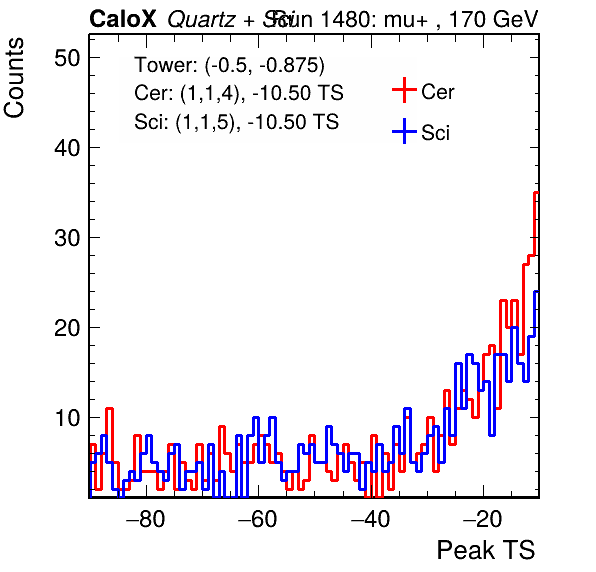 CaloX Quartz + Sci Run 1480: mu+ , 170 GeV
Counts
Tower: (-0.5, -0.875)
Cer: (1,1,4), -10.50 TS
Sci: (1,1,5), -10.50 TS
Cer
Sci
50
40
30
20
10
−80 −60 −40 −20
Peak TS